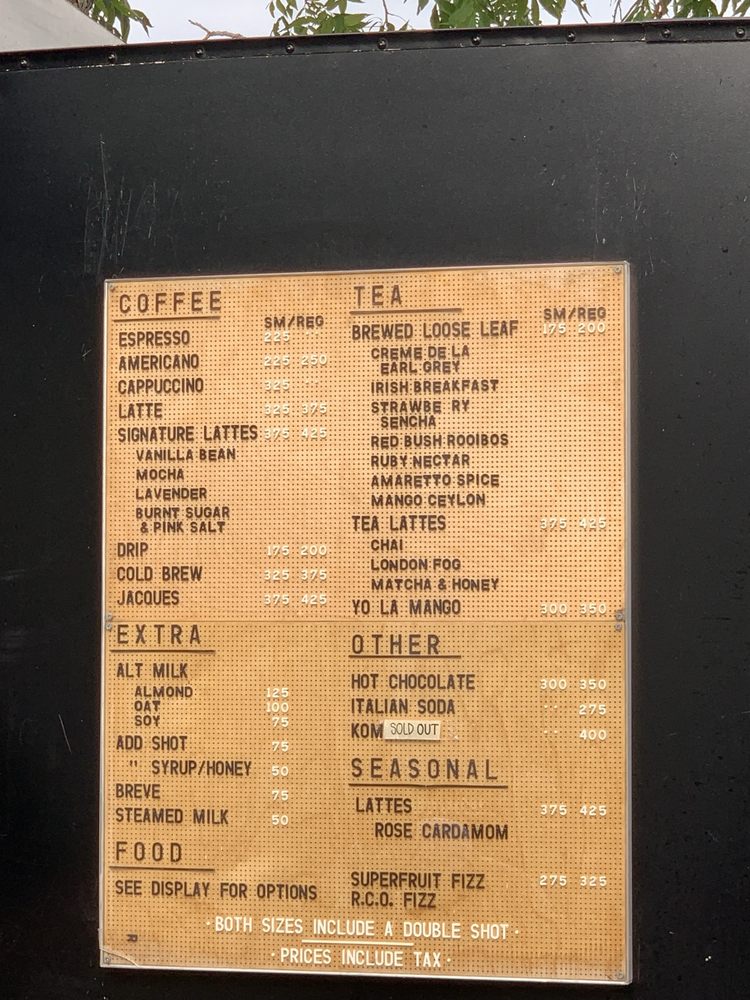 COFFEE
SM/REG
ESPRESSO 225 --
AMERICANO 225 250
CAPPUCCINO 325 --
LATTE 325 375
SIGNATURE LATTES 375 425
VANILLA BEAN
MOCHA
LAVENDER
BURNT SUGAR
& PINK SALT
DRIP 175 200
COLD BREW 325 375
JACQUES 375 425
EXTRA
ALT MILK
ALMOND 125
OAT 100
SOY 75
ADD SHOT 75
" SYRUP/HONEY 50
BREVE 75
STEAMED MILK 50
FOOD
SEE DISPLAY FOR OPTIONS
TEA
SM/REG
BREWED LOOSE LEAF 175 200
CREME DE LA
EARL GREY
IRISH BREAKFAST
STRAWBE RY
SENCHA
RED BUSH ROOIBOS
RUBY NECTAR
AMARETTO SPICE
MANGO CEYLON
TEA LATTES 375 425
CHAI
LONDON FOG
MATCHA & HONEY
YO LA MANGO 300 350
OTHER
HOT CHOCOLATE 300 350
ITALIAN SODA -- 275
KOM SOLD OUT -- 400
SEASONAL
LATTES 375 425
ROSE CARDAMOM
SUPERFRUIT FIZZ 275 325
R.C.O. FIZZ
·BOTH SIZES INCLUDE A DOUBLE SHOT·
·PRICES INCLUDE TAX·
R